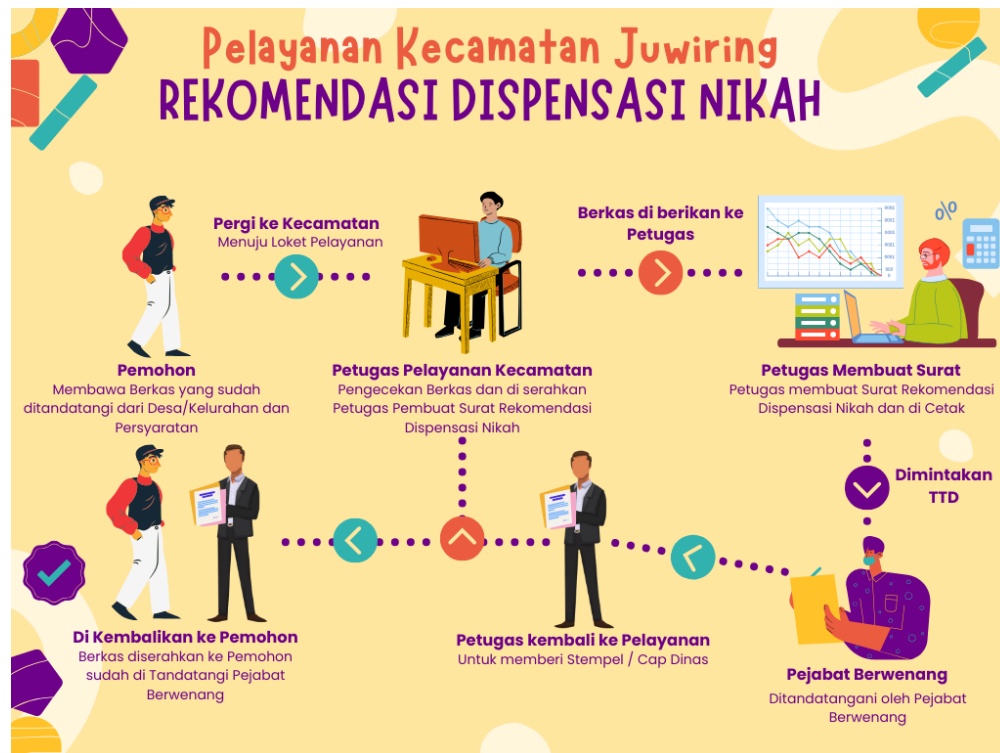 Pelayanan Kecamatan Juwiring
REKOMENDASI DISPENSASI NIKAH
Pergi ke Kecamatan
Menuju Loket Pelayanan
Berkas di berikan ke
Petugas
%
Pemohon
Membawa Berkas yang sudah
ditandatangi dari Desa/Kelurahan dan
Persyaratan
Petugas Pelayanan Kecamatan
Pengecekan Berkas dan di serahkan
Petugas Pembuat Surat Rekomendasi
Dispensasi Nikah
Petugas Membuat Surat
Petugas membuat Surat Rekomendasi
Dispensasi Nikah dan di Cetak
Dimintakan
TTD
Di Kembalikan ke Pemohon
Berkas diserahkan ke Pemohon
sudah di Tandatangi Pejabat
Berwenang
Petugas kembali ke Pelayanan
Untuk memberi Stempel / Cap Dinas
Pejabat Berwenang
Ditandatangani oleh Pejabat
Berwenang